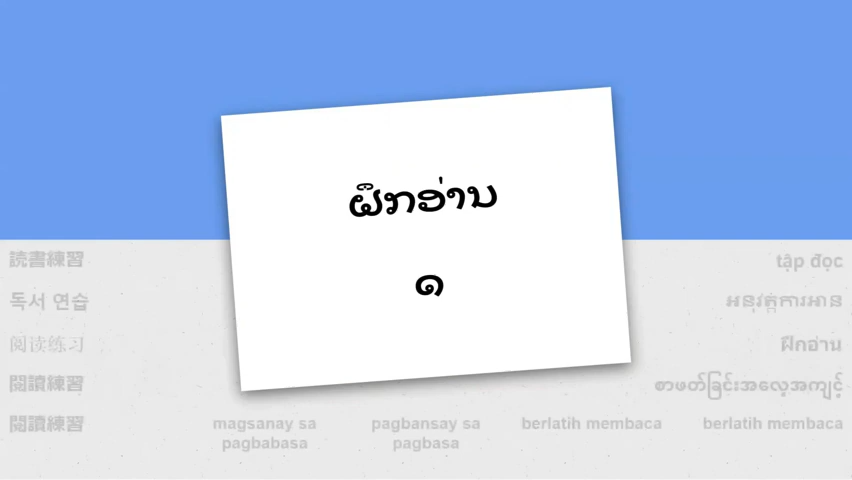 ຜຶກອ່ານ
໑
読書練習
독서 연습
阅读练习
閱讀練習
閱讀練習
magsanay sa
pagbabasa
pagbansay sa
pagbasa
berlatih membaca
tập đọc
អនុវត្តការអាន
ฝึกอ่าน
စာဖတ်ခြင်းအလေ့အကျင့်
berlatih membaca